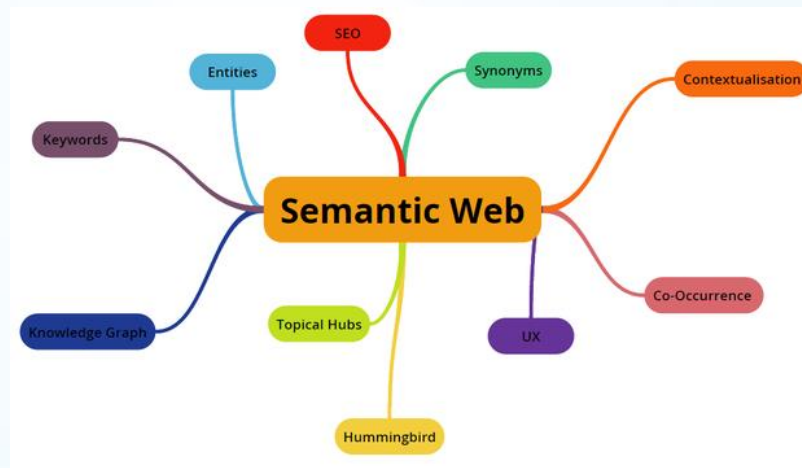 SEO
Entities
Synonyms
Contextualisation
Keywords
Semantic Web
Co-Occurrence
Knowledge Graph
Topical Hubs
UX
Hummingbird